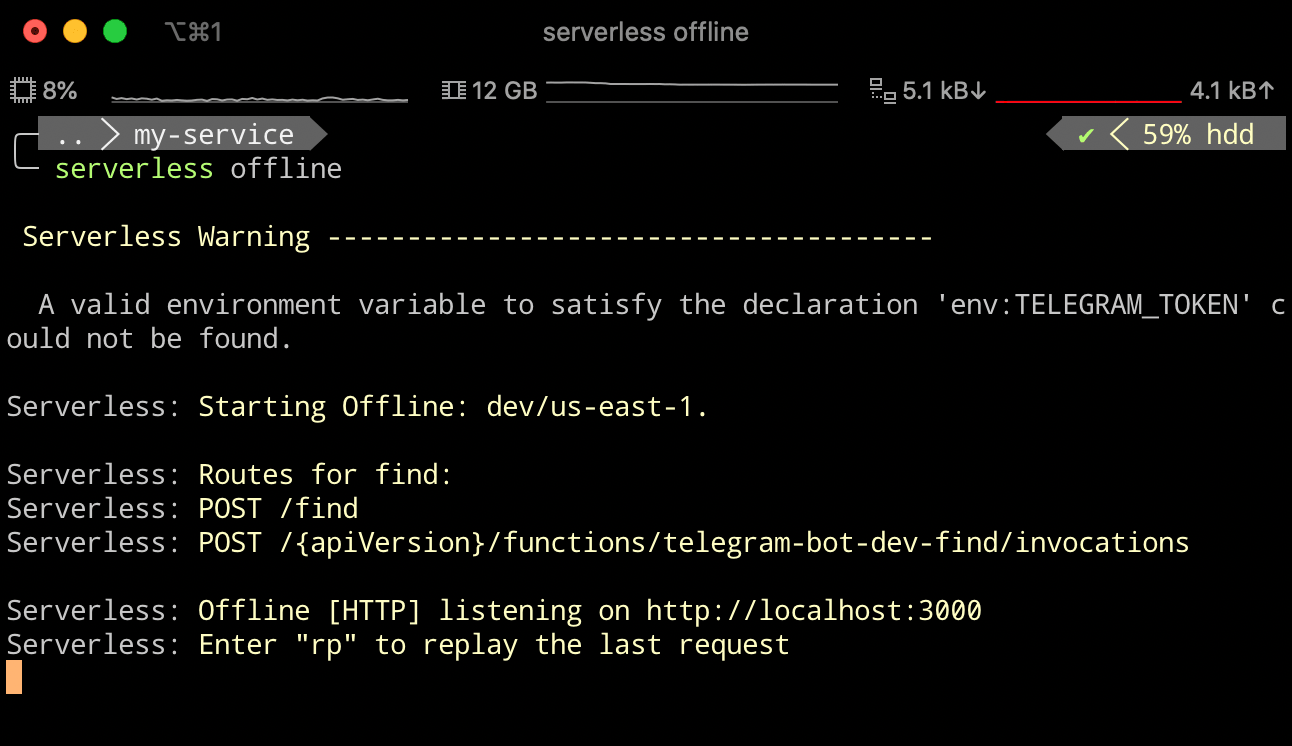 ⌥⌘1 serverless offline
8% 12 GB 5.1 kB↓ 4.1 kB↑
.. my-service ✔ 59% hdd
serverless offline
Serverless Warning --------------------------------------
A valid environment variable to satisfy the declaration 'env:TELEGRAM_TOKEN' c
ould not be found.
Serverless: Starting Offline: dev/us-east-1.
Serverless: Routes for find:
Serverless: POST /find
Serverless: POST /{apiVersion}/functions/telegram-bot-dev-find/invocations
Serverless: Offline [HTTP] listening on http://localhost:3000
Serverless: Enter "rp" to replay the last request